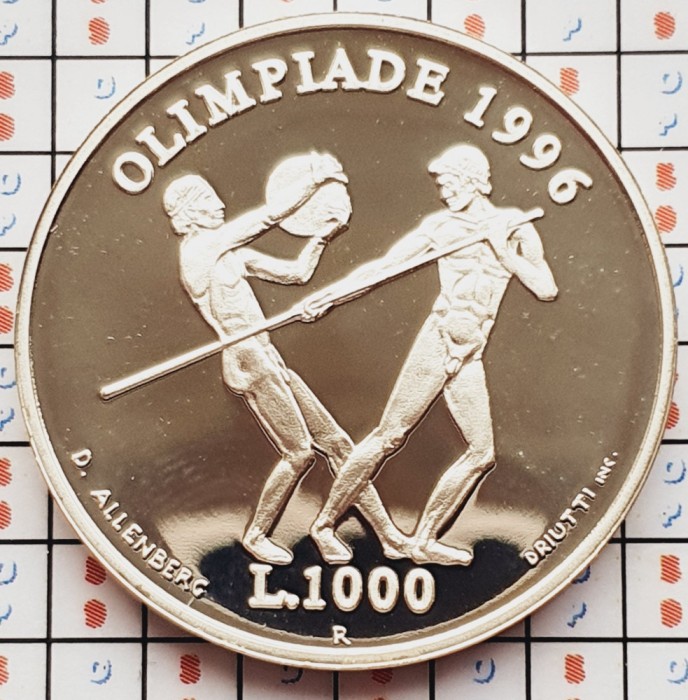 OLIMPIADE 1996
D. ALLENBERG
DRIUTTI INC.
L.1000
R